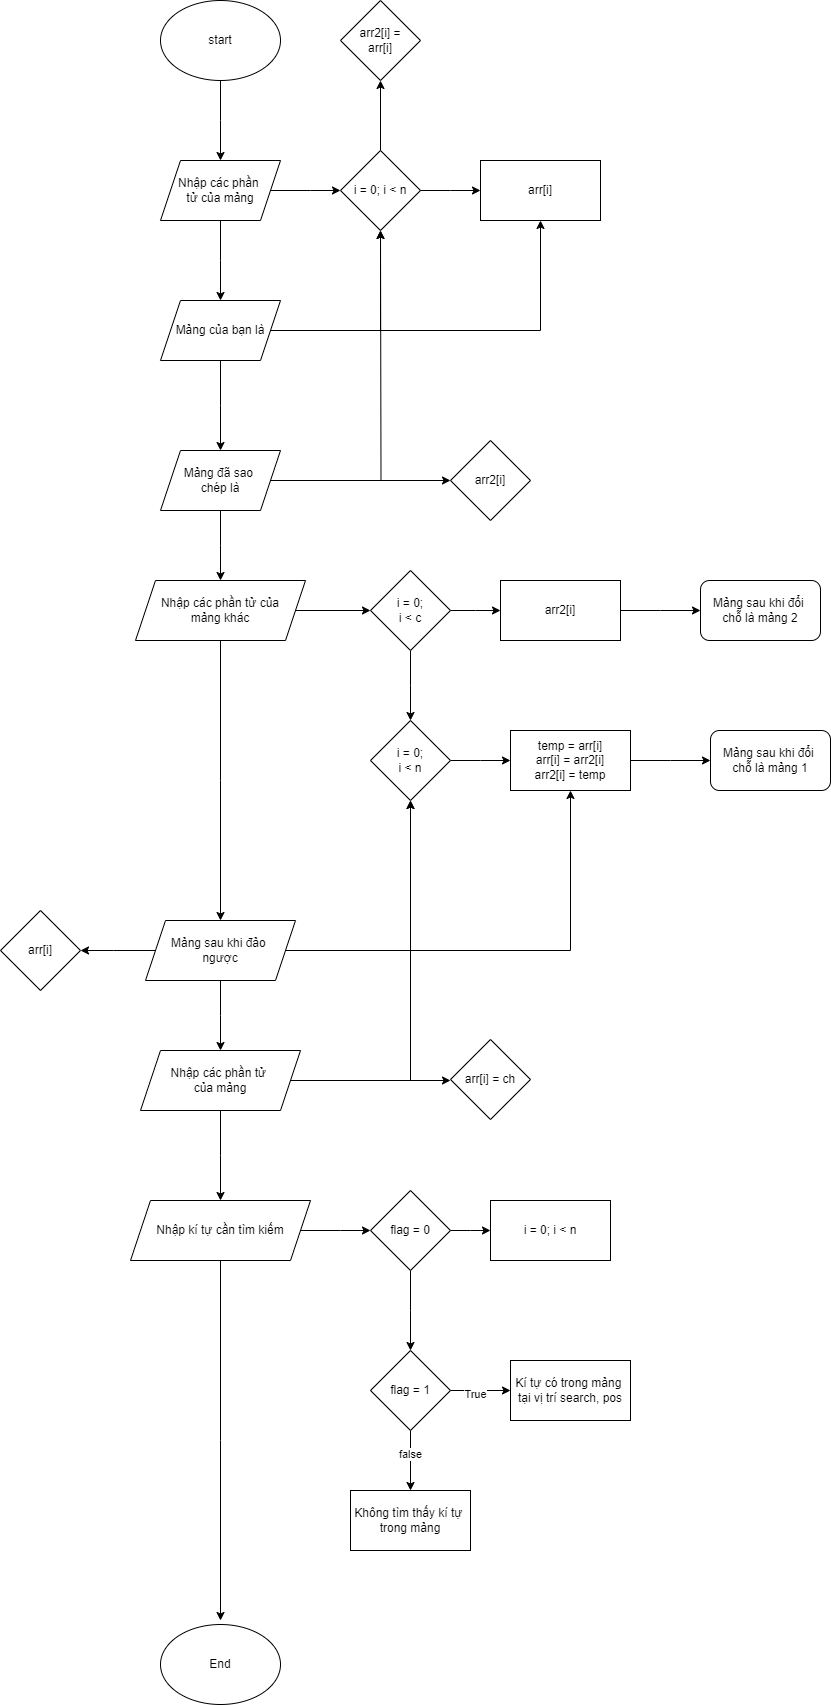 start
arr2[i] =
arr[i]
Nhập các phần
tử của mảng
i = 0; i < n
arr[i]
Mảng của bạn là
Mảng đã sao
chép là
arr2[i]
Nhập các phần tử của
mảng khác
i = 0;
i < c
arr2[i]
Mảng sau khi đổi
chỗ là mảng 2
i = 0;
i < n
temp = arr[i]
arr[i] = arr2[i]
arr2[i] = temp
Mảng sau khi đổi
chỗ là mảng 1
arr[i]
Mảng sau khi đảo
ngược
Nhập các phần tử
của mảng
arr[i] = ch
Nhập kí tự cần tìm kiếm
flag = 0
i = 0; i < n
flag = 1
True
Kí tự có trong mảng
tại vị trí search, pos
false
Không tìm thấy kí tự
trong mảng
End